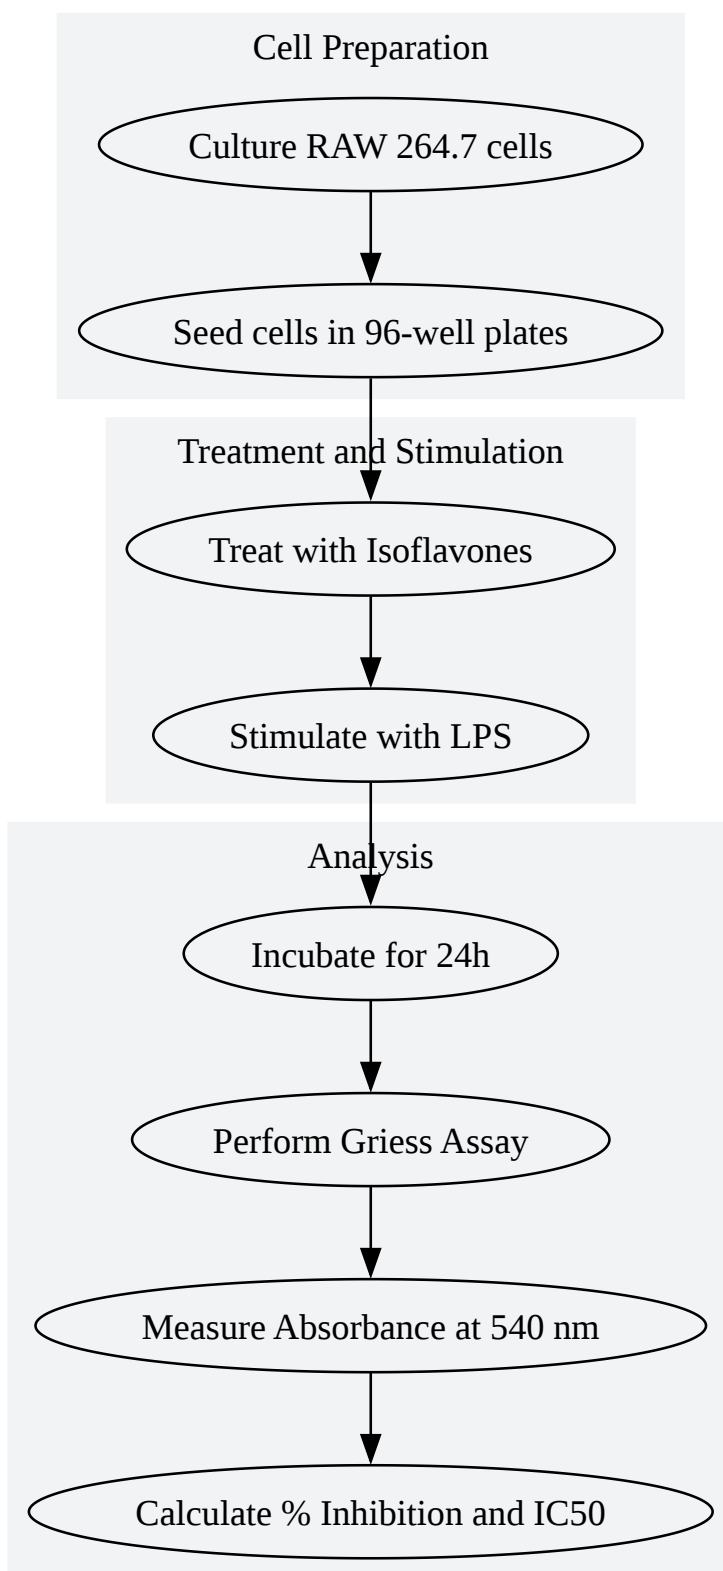 Cell Preparation
Culture RAW 264.7 cells
Seed cells in 96-well plates
Treatment and Stimulation
Treat with Isoflavones
Stimulate with LPS
Analysis
Incubate for 24h
Perform Griess Assay
Measure Absorbance at 540 nm
Calculate % Inhibition and IC50